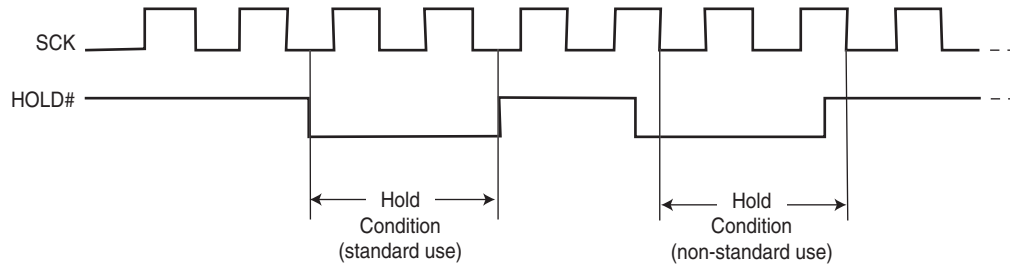 SCK
HOLD#
Hold
Condition
(standard use)
Hold
Condition
(non-standard use)